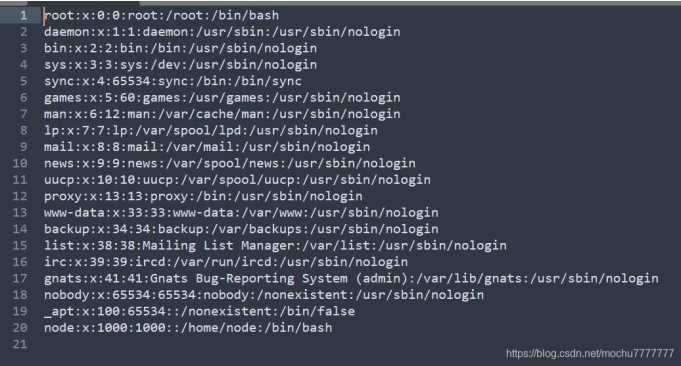 1 root:x:0:0:root:/root:/bin/bash
2 daemon:x:1:1:daemon:/usr/sbin:/usr/sbin/nologin
3 bin:x:2:2:bin:/bin:/usr/sbin/nologin
4 sys:x:3:3:sys:/dev:/usr/sbin/nologin
5 sync:x:4:65534:sync:/bin:/bin/sync
6 games:x:5:60:games:/usr/games:/usr/sbin/nologin
7 man:x:6:12:man:/var/cache/man:/usr/sbin/nologin
8 lp:x:7:7:lp:/var/spool/lpd:/usr/sbin/nologin
9 mail:x:8:8:mail:/var/mail:/usr/sbin/nologin
10 news:x:9:9:news:/var/spool/news:/usr/sbin/nologin
11 uucp:x:10:10:uucp:/var/spool/uucp:/usr/sbin/nologin
12 proxy:x:13:13:proxy:/bin:/usr/sbin/nologin
13 www-data:x:33:33:www-data:/var/www:/usr/sbin/nologin
14 backup:x:34:34:backup:/var/backups:/usr/sbin/nologin
15 list:x:38:38:Mailing List Manager:/var/list:/usr/sbin/nologin
16 irc:x:39:39:ircd:/var/run/ircd:/usr/sbin/nologin
17 gnats:x:41:41:Gnats Bug-Reporting System (admin):/var/lib/gnats:/usr/sbin/nologin
18 nobody:x:65534:65534:nobody:/nonexistent:/usr/sbin/nologin
19 _apt:x:100:65534::/nonexistent:/bin/false
20 node:x:1000:1000::/home/node:/bin/bash
21
https://blog.csdn.net/mochu7777777